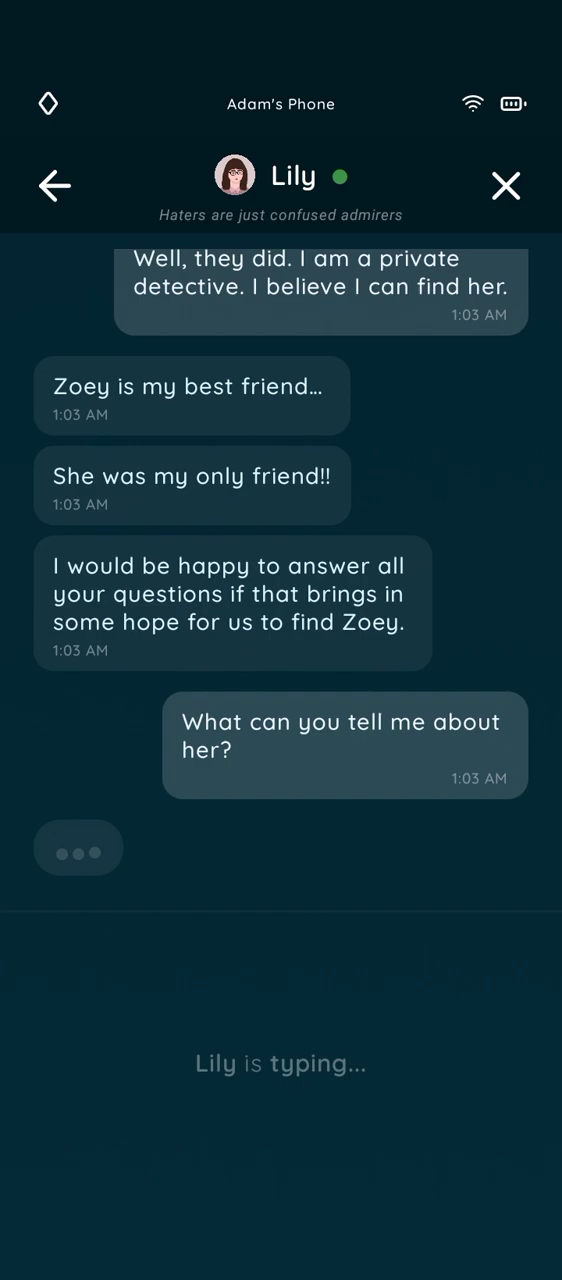 Adam's Phone
Lily
Haters are just confused admirers
Well, they did. I am a private
detective. I believe I can find her.
1:03 AM
Zoey is my best friend...
1:03 AM
She was my only friend!!
1:03 AM
I would be happy to answer all
your questions if that brings in
some hope for us to find Zoey.
1:03 AM
What can you tell me about
her?
1:03 AM
Lily is typing...